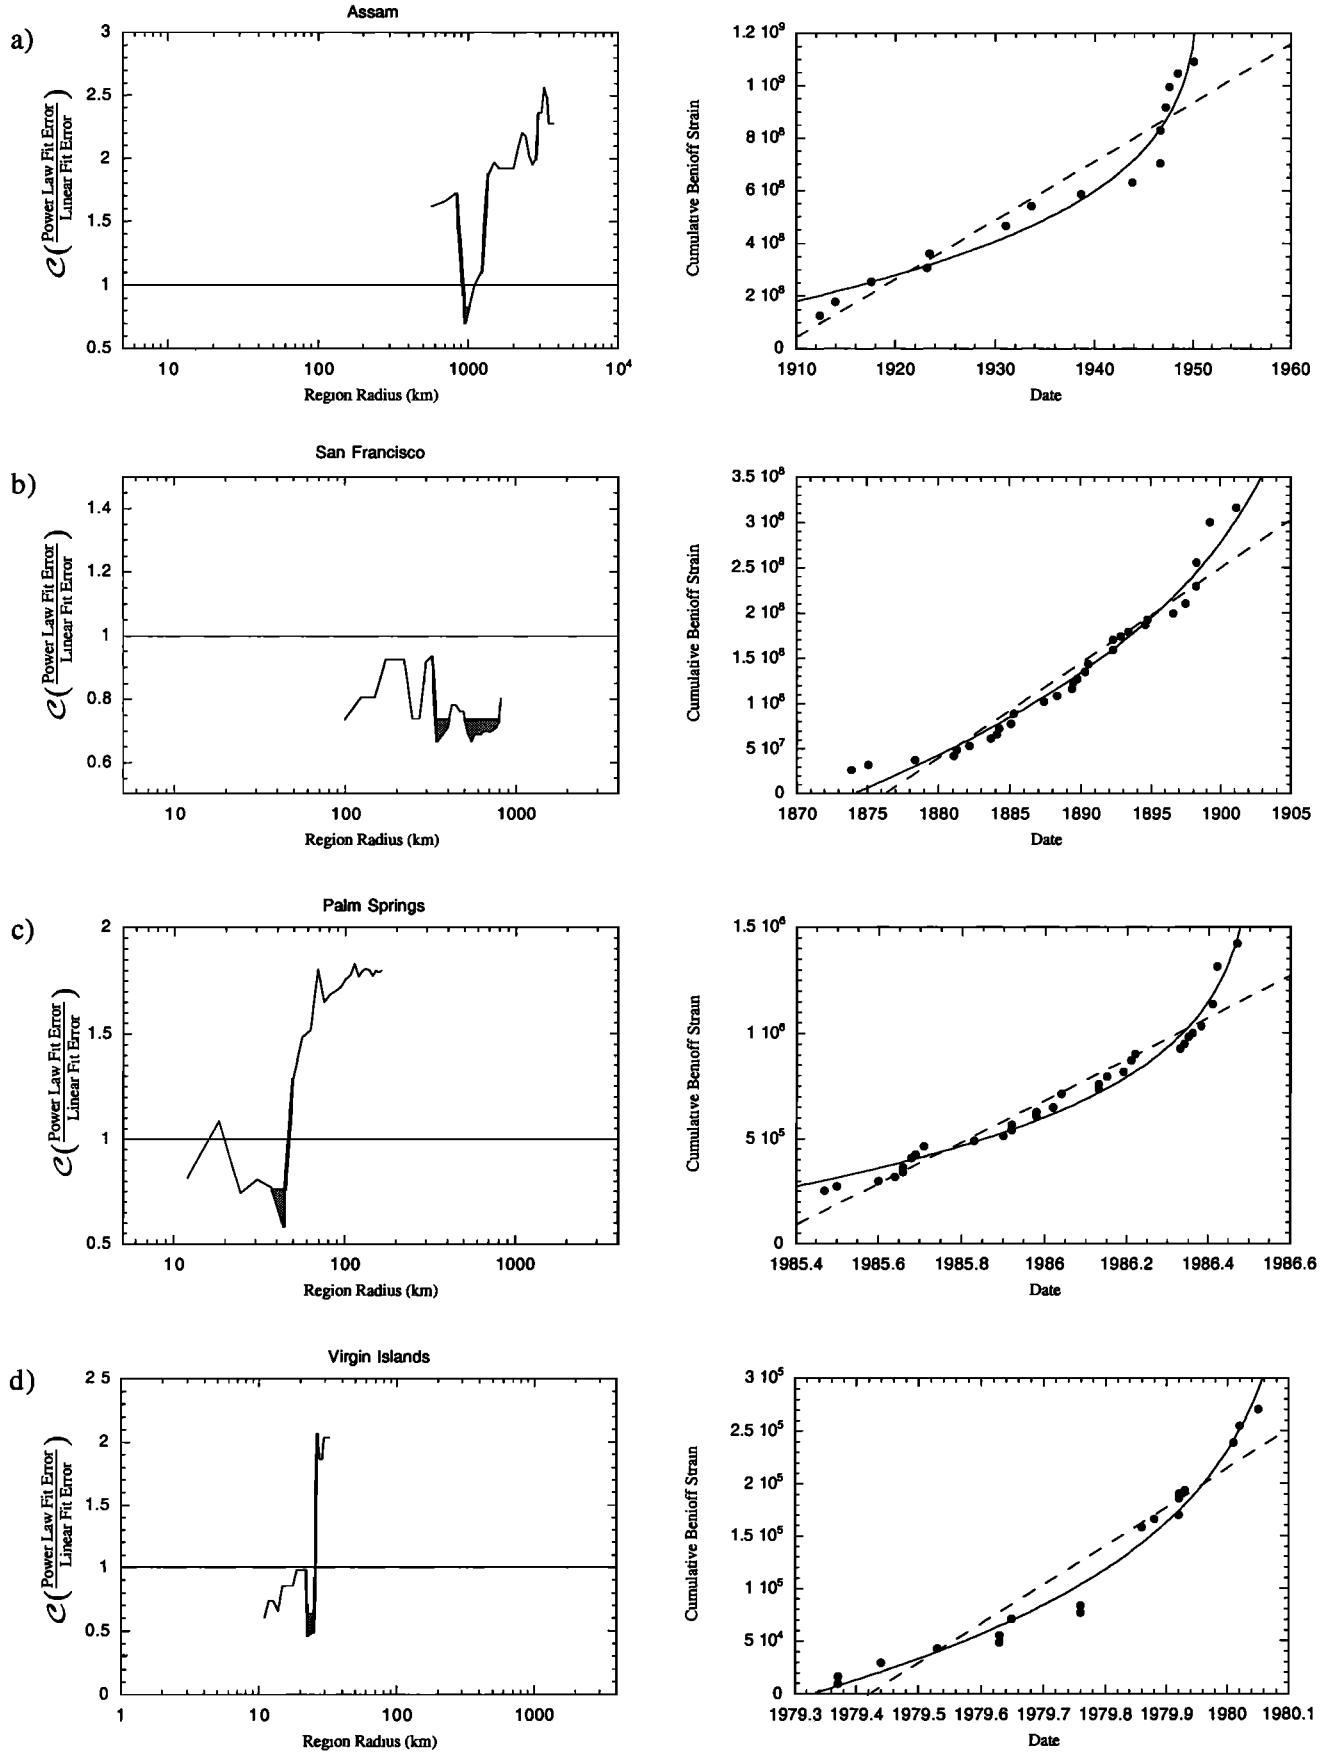 a)
Assam
C(Power Law Fit Error / Linear Fit Error)
3
2.5
2
1.5
1
0.5
10 100 1000 10^4
Region Radius (km)
Cumulative Benioff Strain
1.2 10^9
1 10^9
8 10^8
6 10^8
4 10^8
2 10^8
0
1910 1920 1930 1940 1950 1960
Date
b)
San Francisco
C(Power Law Fit Error / Linear Fit Error)
1.4
1.2
1
0.8
0.6
10 100 1000
Region Radius (km)
Cumulative Benioff Strain
3.5 10^8
3 10^8
2.5 10^8
2 10^8
1.5 10^8
1 10^8
5 10^7
0
1870 1875 1880 1885 1890 1895 1900 1905
Date
c)
Palm Springs
C(Power Law Fit Error / Linear Fit Error)
2
1.5
1
0.5
10 100 1000
Region Radius (km)
Cumulative Benioff Strain
1.5 10^6
1 10^6
5 10^5
0
1985.4 1985.6 1985.8 1986 1986.2 1986.4 1986.6
Date
d)
Virgin Islands
C(Power Law Fit Error / Linear Fit Error)
2 5
2
1.5
1
0.5
0
1 10 100 1000
Region Radius (km)
Cumulative Benioff Strain
3 10^5
2.5 10^5
2 10^5
1.5 10^5
1 10^5
5 10^4
0
1979.3 1979.4 1979.5 1979.6 1979.7 1979.8 1979.9 1980 1980.1
Date